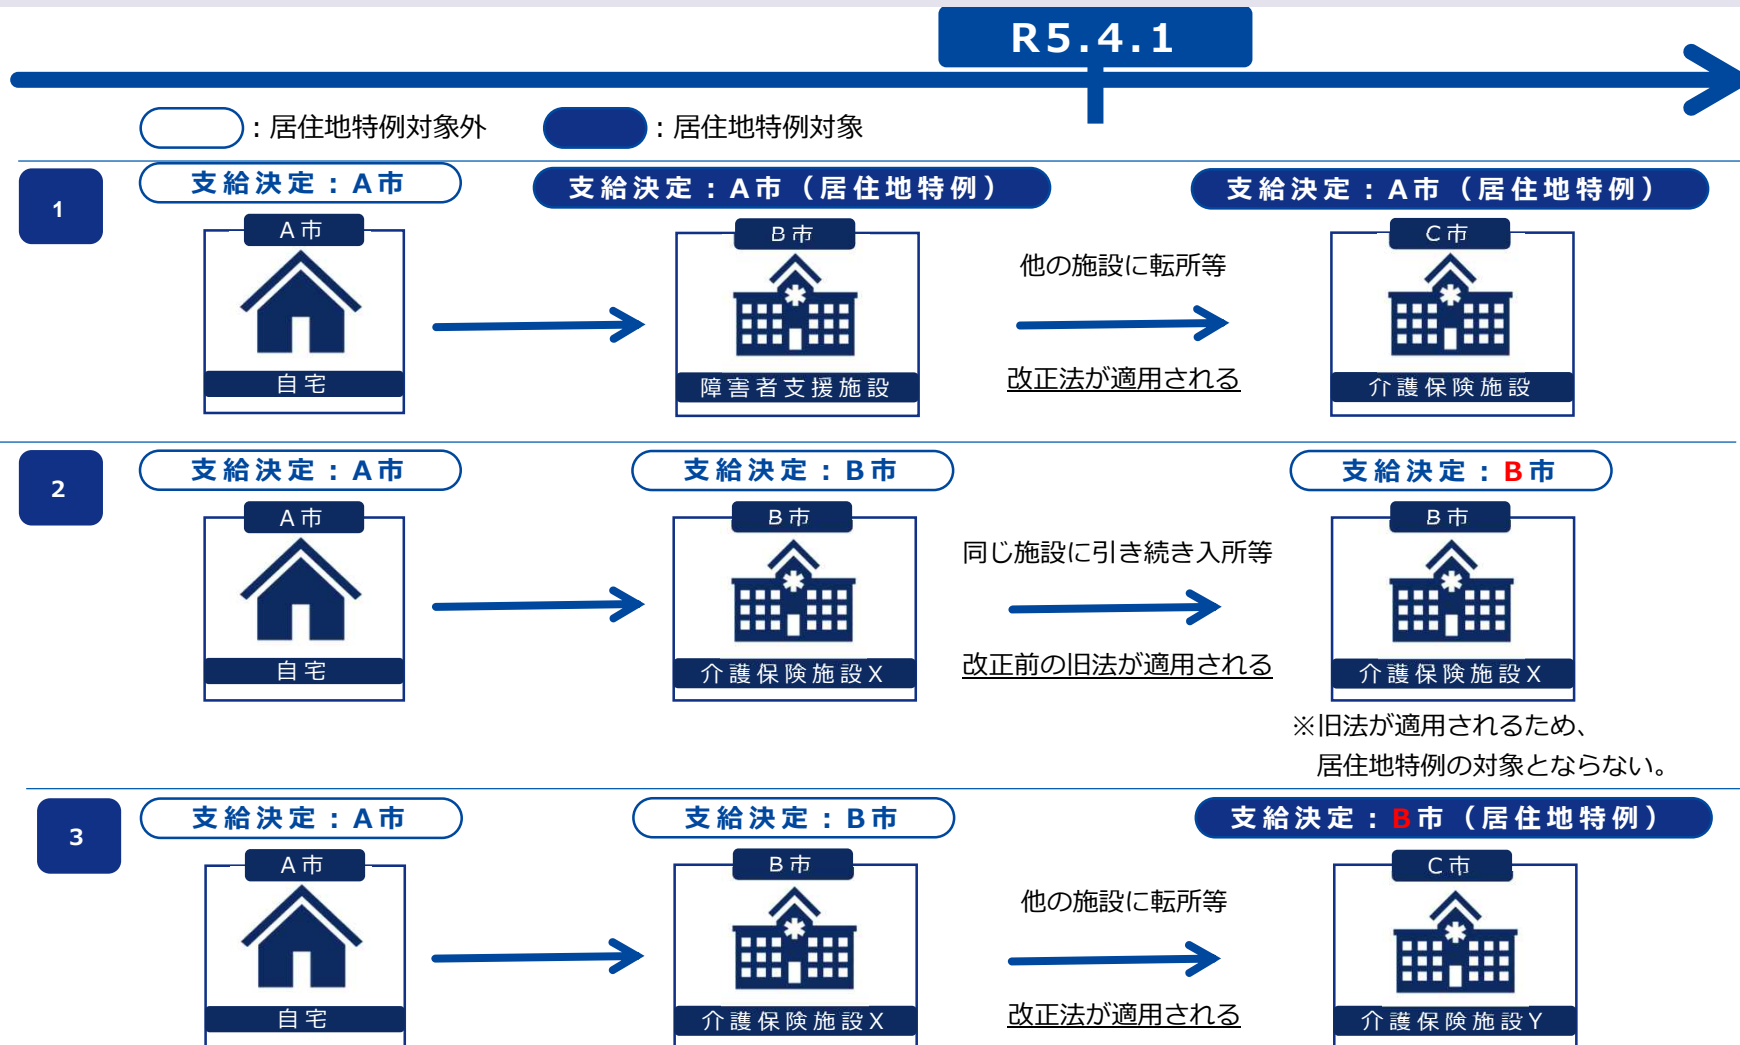 R5.4.1
：居住地特例対象外
：居住地特例対象
1
支給決定：A市
支給決定：A市（居住地特例）
支給決定：A市（居住地特例）
A市
B市
C市
他の施設に転所等
改正法が適用される
自宅
障害者支援施設
介護保険施設
2
支給決定：A市
支給決定：B市
支給決定：B市
A市
B市
B市
同じ施設に引き続き入所等
改正前の旧法が適用される
自宅
介護保険施設X
介護保険施設X
※旧法が適用されるため、
居住地特例の対象とならない。
3
支給決定：A市
支給決定：B市
支給決定：B市（居住地特例）
A市
B市
C市
他の施設に転所等
改正法が適用される
自宅
介護保険施設X
介護保険施設Y